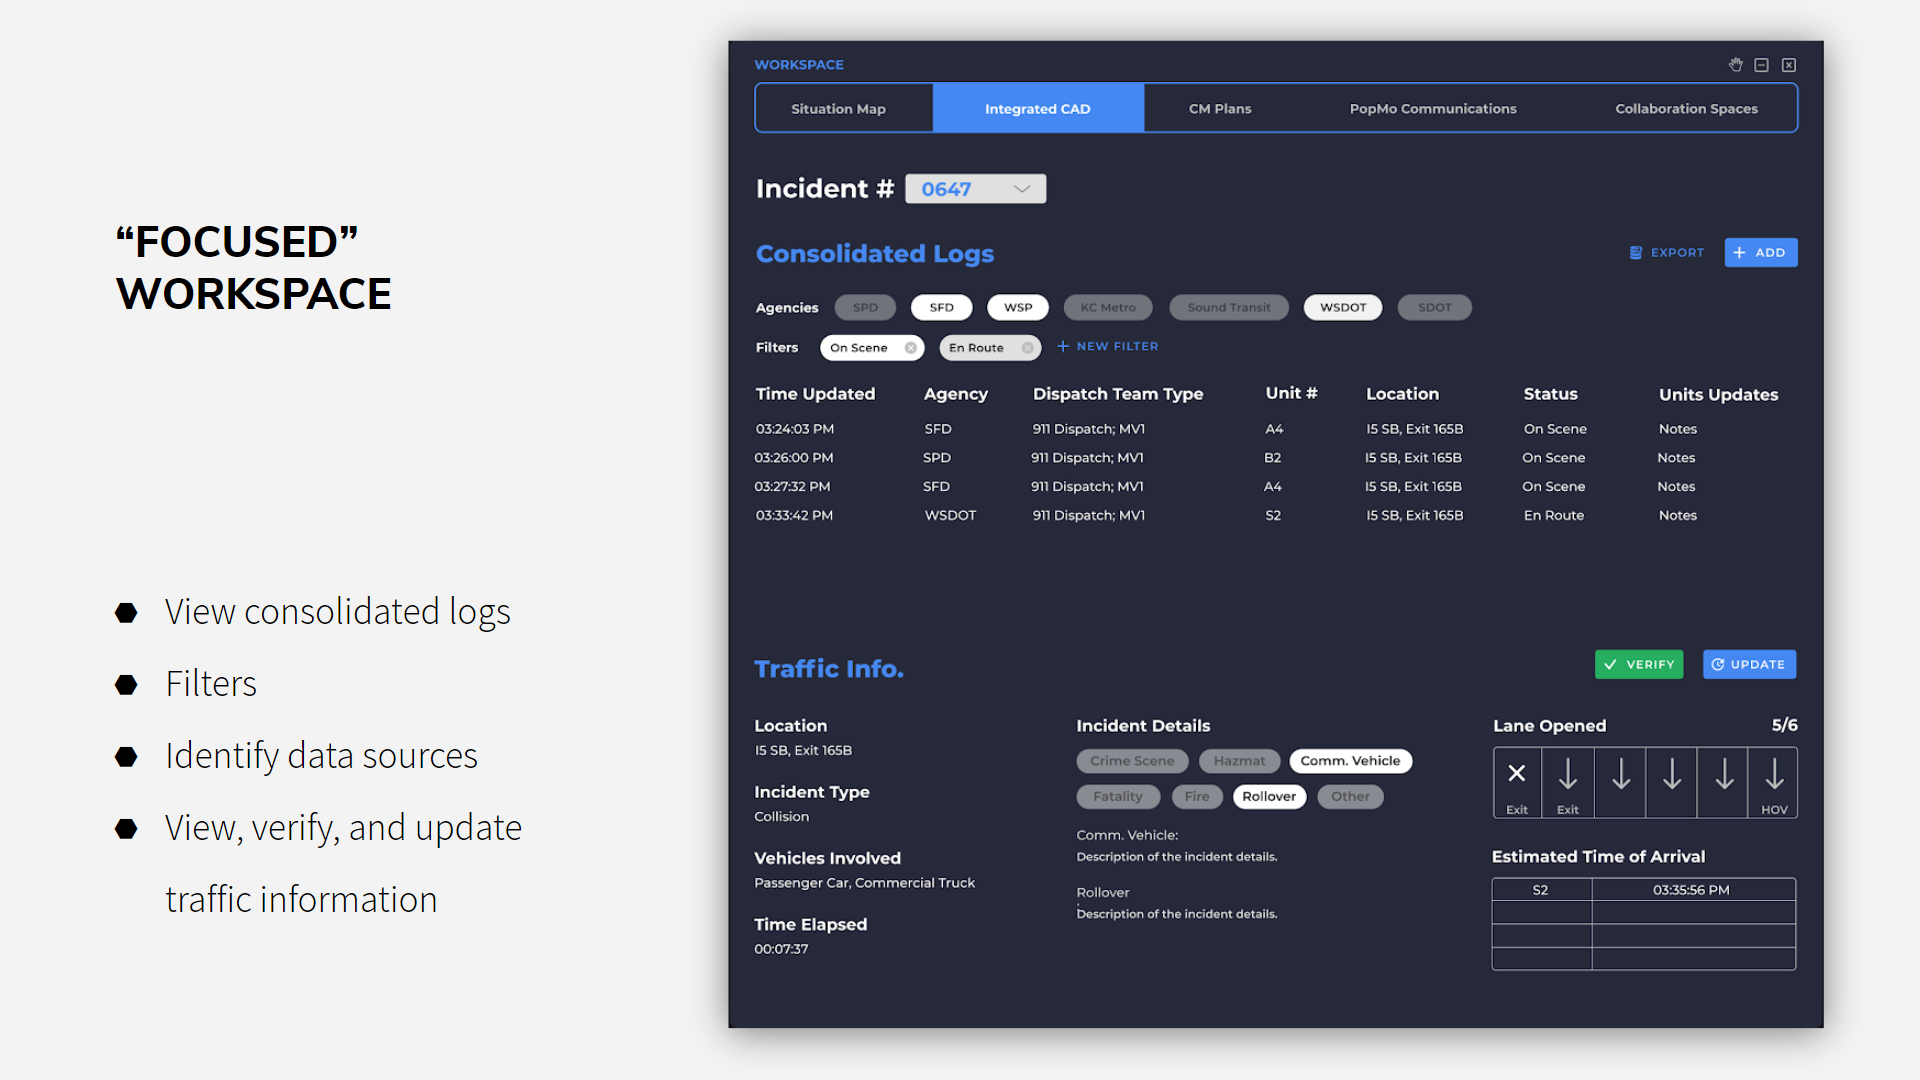 “FOCUSED”
WORKSPACE
View consolidated logs
Filters
Identify data sources
View, verify, and update
traffic information
WORKSPACE
Situation Map Integrated CAD CM Plans PopMo Communications Collaboration Spaces
Incident # 0647
Consolidated Logs EXPORT + ADD
Agencies SPD SFD WSP KC Metro Sound Transit WSDOT SDOT
Filters On Scene En Route + NEW FILTER
Time Updated Agency Dispatch Team Type Unit # Location Status Units Updates
03:24:03 PM SFD 911 Dispatch; MV1 A4 I5 SB, Exit 165B On Scene Notes
03:26:00 PM SPD 911 Dispatch; MV1 B2 I5 SB, Exit 165B On Scene Notes
03:27:32 PM SFD 911 Dispatch; MV1 A4 I5 SB, Exit 165B On Scene Notes
03:33:42 PM WSDOT 911 Dispatch; MV1 S2 I5 SB, Exit 165B En Route Notes
Traffic Info. VERIFY UPDATE
Location
I5 SB, Exit 165B
Incident Type
Collision
Vehicles Involved
Passenger Car, Commercial Truck
Time Elapsed
00:07:37
Incident Details
Crime Scene Hazmat Comm. Vehicle
Fatality Fire Rollover Other
Comm. Vehicle:
Description of the incident details.
Rollover
:
Description of the incident details.
Lane Opened 5/6
Exit Exit HOV
Estimated Time of Arrival
S2 03:35:56 PM